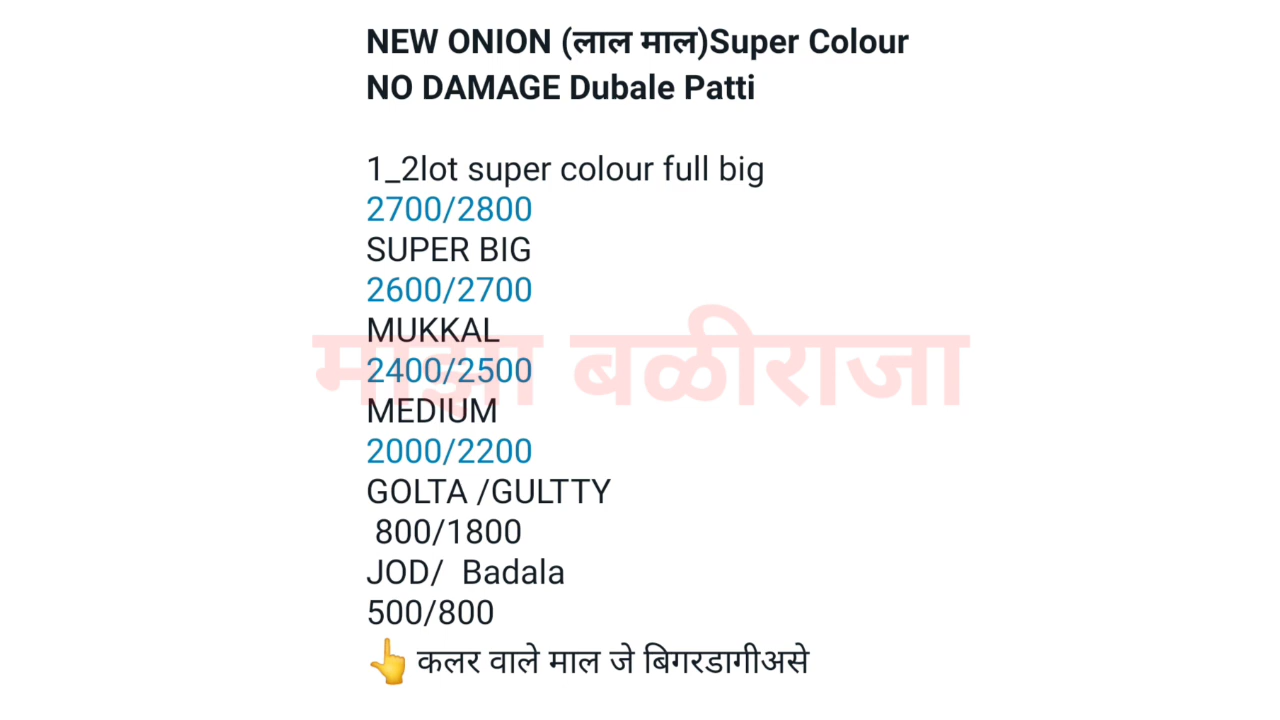 NEW ONION (लाल माल)Super Colour
NO DAMAGE Dubale Patti
1_2lot super colour full big
2700/2800
SUPER BIG
2600/2700
MUKKAL
2400/2500
माझा बळीराजा
MEDIUM
2000/2200
GOLTA /GULTTY
800/1800
JOD/ Badala
500/800
👆 कलर वाले माल जे बिगरडागीअसे